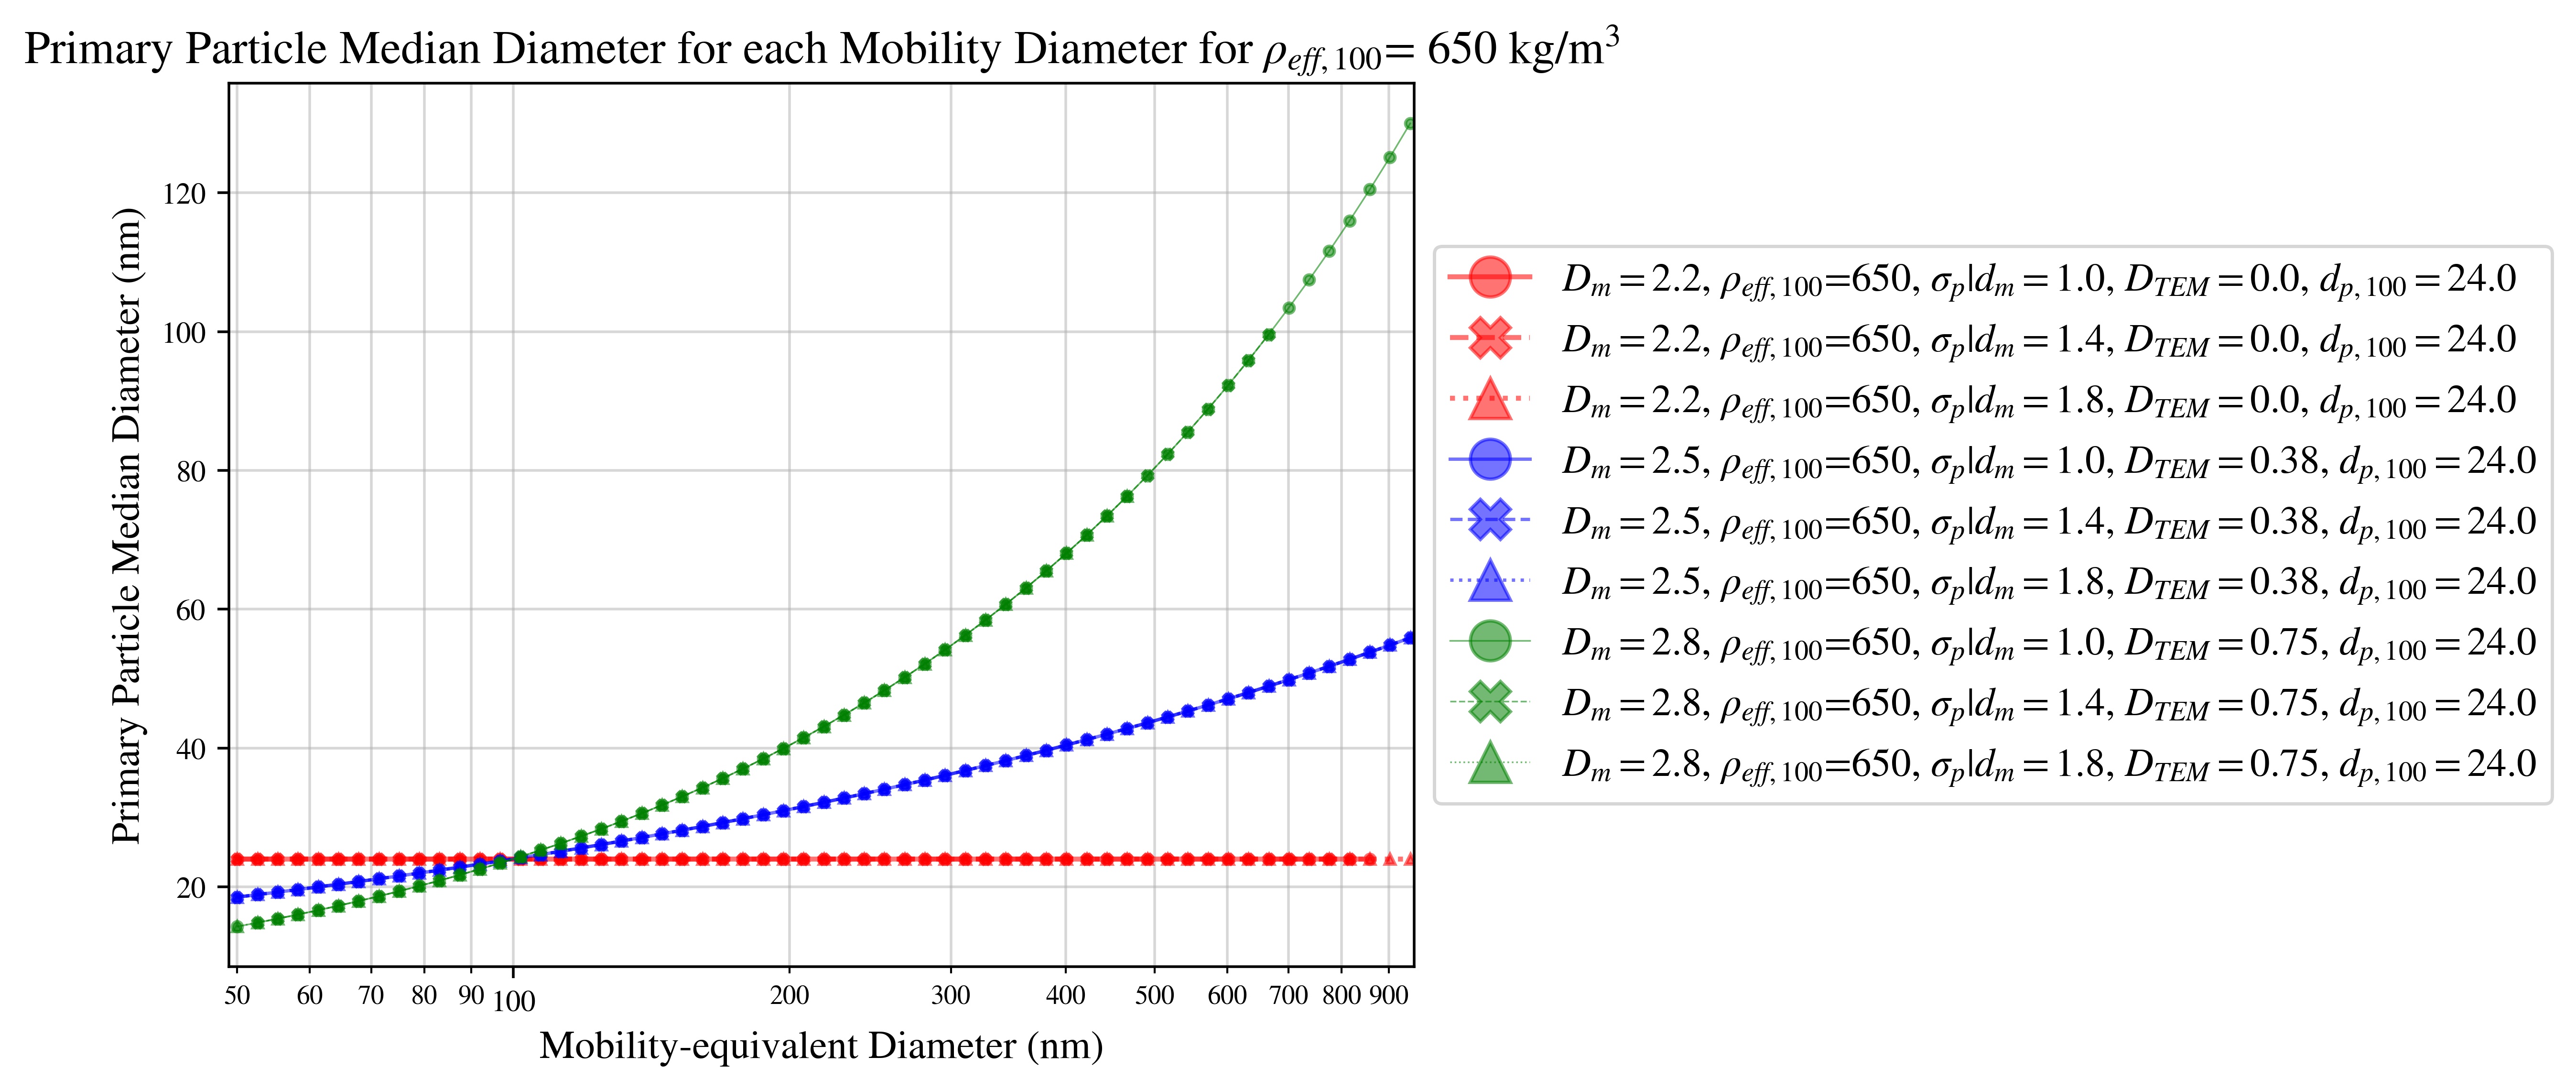 Primary Particle Median Diameter for each Mobility Diameter for ρeff,100= 650 kg/m³
Primary Particle Median Diameter (nm)
120
100
80
60
40
20
50 60 70 80 90 100 200 300 400 500 600 700 800 900
Mobility-equivalent Diameter (nm)
Dm=2.2, ρeff,100=650, σp|dm=1.0, DTEM=0.0, dp,100=24.0
Dm=2.2, ρeff,100=650, σp|dm=1.4, DTEM=0.0, dp,100=24.0
Dm=2.2, ρeff,100=650, σp|dm=1.8, DTEM=0.0, dp,100=24.0
Dm=2.5, ρeff,100=650, σp|dm=1.0, DTEM=0.38, dp,100=24.0
Dm=2.5, ρeff,100=650, σp|dm=1.4, DTEM=0.38, dp,100=24.0
Dm=2.5, ρeff,100=650, σp|dm=1.8, DTEM=0.38, dp,100=24.0
Dm=2.8, ρeff,100=650, σp|dm=1.0, DTEM=0.75, dp,100=24.0
Dm=2.8, ρeff,100=650, σp|dm=1.4, DTEM=0.75, dp,100=24.0
Dm=2.8, ρeff,100=650, σp|dm=1.8, DTEM=0.75, dp,100=24.0